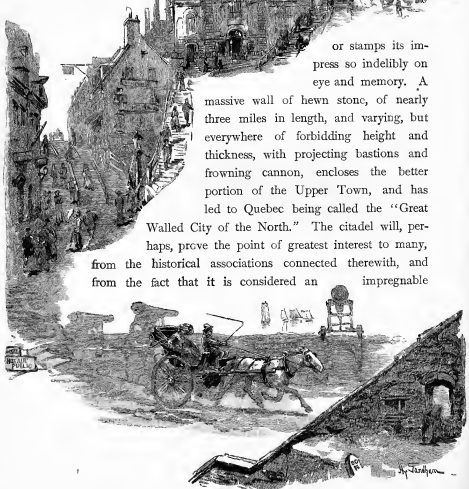 or stamps its im-
press so indelibly on
eye and memory. A
massive wall of hewn stone, of nearly
three miles in length, and varying, but
everywhere of forbidding height and
thickness, with projecting bastions and
frowning cannon, encloses the better
portion of the Upper Town, and has
led to Quebec being called the "Great
Walled City of the North." The citadel will, per-
haps, prove the point of greatest interest to many,
from the historical associations connected therewith, and
from the fact that it is considered an impregnable
PUBLIC
Hy Sandham